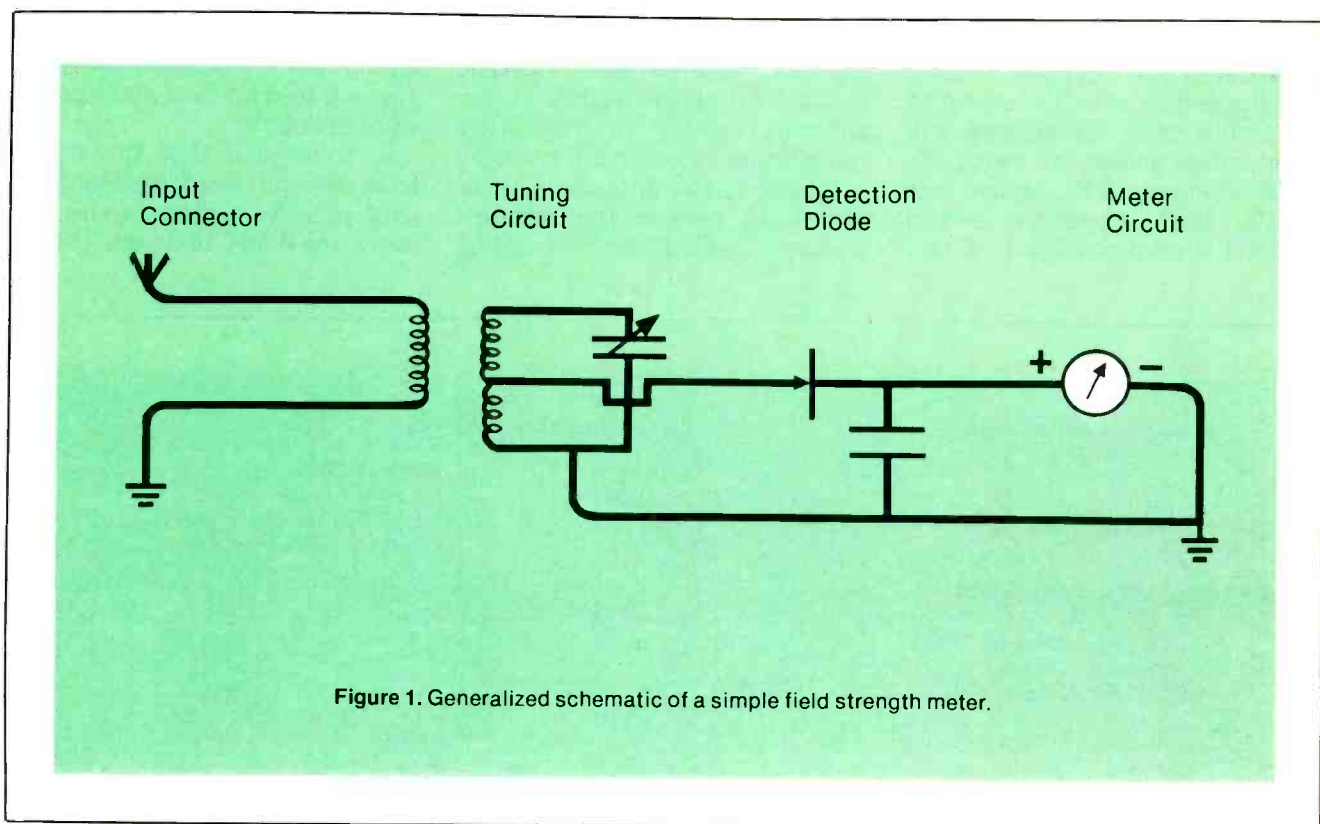 Input
Connector
Tuning
Circuit
Detection
Diode
Meter
Circuit
+
−
Figure 1. Generalized schematic of a simple field strength meter.